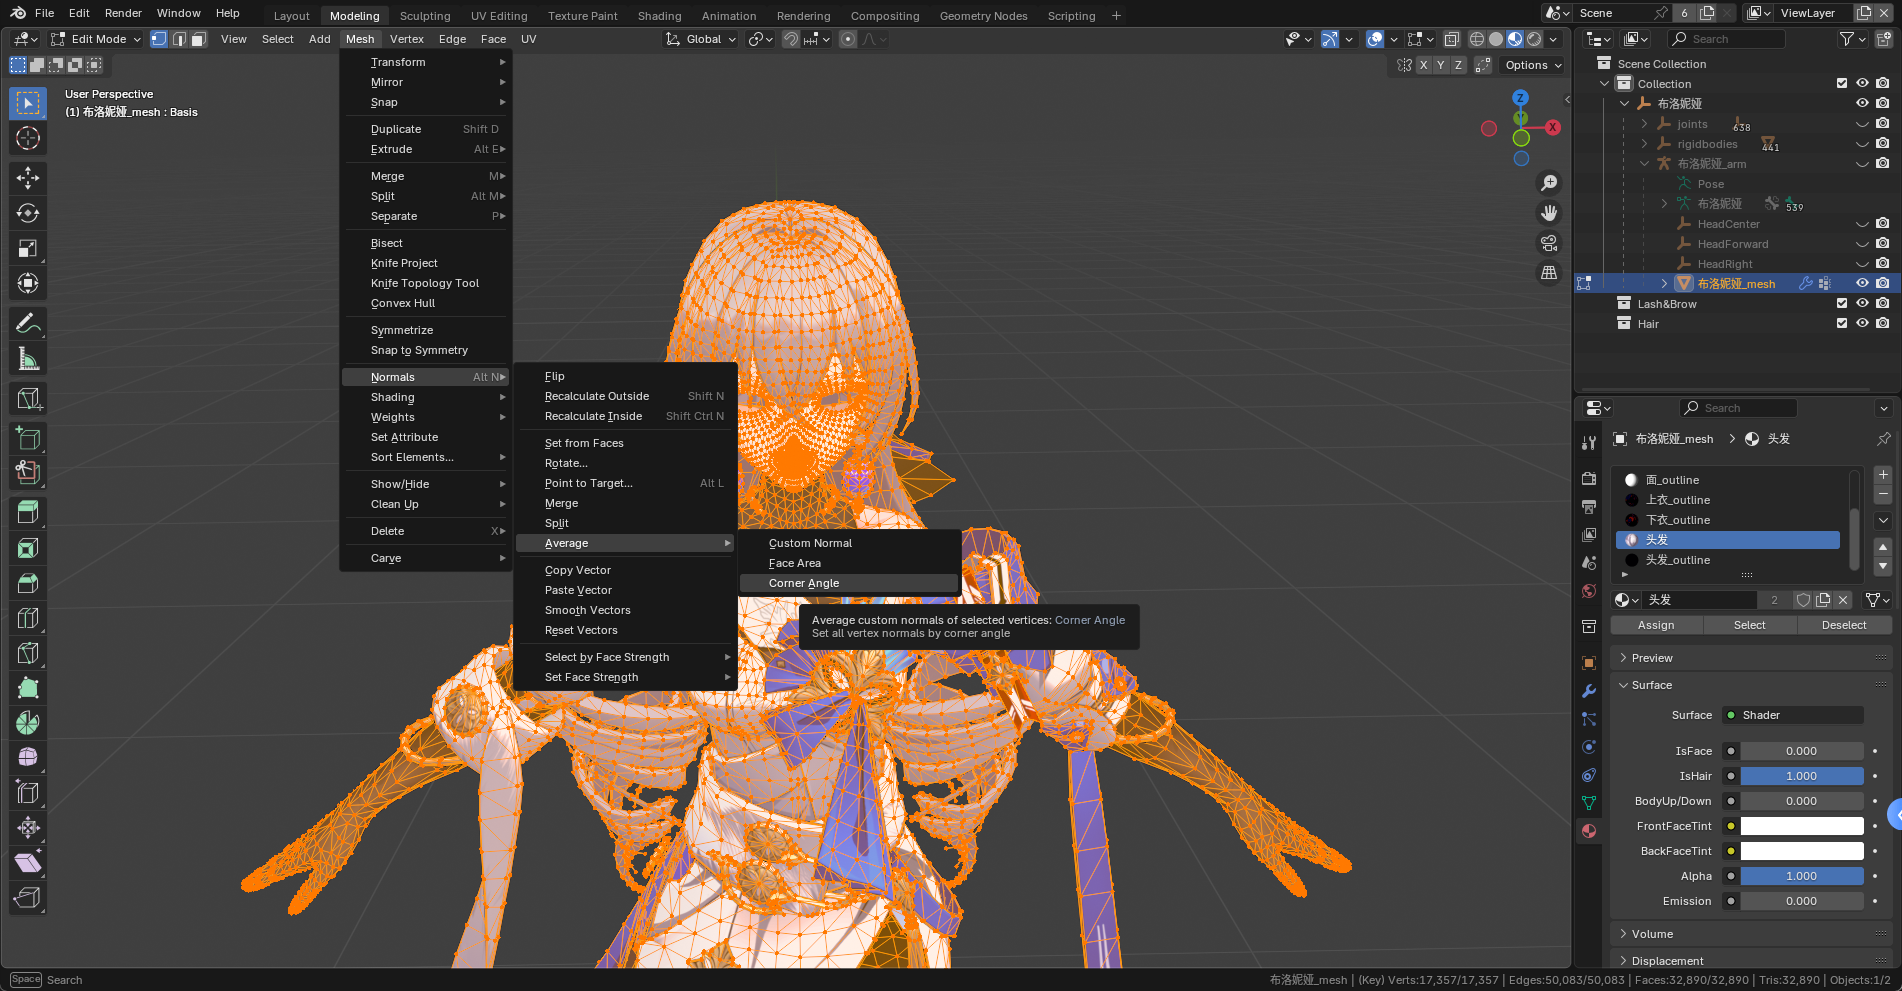 File Edit Render Window Help Layout Modeling Sculpting UV Editing Texture Paint Shading Animation Rendering Compositing Geometry Nodes Scripting + Scene 6 ViewLayer
Edit Mode View Select Add Mesh Vertex Edge Face UV Global Search
X Y Z Options
User Perspective
(1) 布洛妮娅_mesh : Basis
Transform
Mirror
Snap
Duplicate Shift D
Extrude Alt E
Merge M
Split Alt M
Separate P
Bisect
Knife Project
Knife Topology Tool
Convex Hull
Symmetrize
Snap to Symmetry
Normals Alt N
Shading
Weights
Set Attribute
Sort Elements...
Show/Hide
Clean Up
Delete X
Carve
Flip
Recalculate Outside Shift N
Recalculate Inside Shift Ctrl N
Set from Faces
Rotate...
Point to Target... Alt L
Merge
Split
Average
Copy Vector
Paste Vector
Smooth Vectors
Reset Vectors
Select by Face Strength
Set Face Strength
Custom Normal
Face Area
Corner Angle
Average custom normals of selected vertices: Corner Angle
Set all vertex normals by corner angle
Z
Y
X
Scene Collection
Collection
布洛妮娅
joints 638
rigidbodies 441
布洛妮娅_arm
Pose
布洛妮娅 539
HeadCenter
HeadForward
HeadRight
布洛妮娅_mesh
Lash&Brow
Hair
Search
布洛妮娅_mesh 头发
面_outline
上衣_outline
下衣_outline
头发
头发_outline
头发 2
Assign Select Deselect
Preview
Surface
Surface Shader
IsFace 0.000
IsHair 1.000
BodyUp/Down 0.000
FrontFaceTint
BackFaceTint
Alpha 1.000
Emission 0.000
Volume
Displacement
Space Search
布洛妮娅_mesh | (Key) Verts:17,357/17,357 | Edges:50,083/50,083 | Faces:32,890/32,890 | Tris:32,890 | Objects:1/2